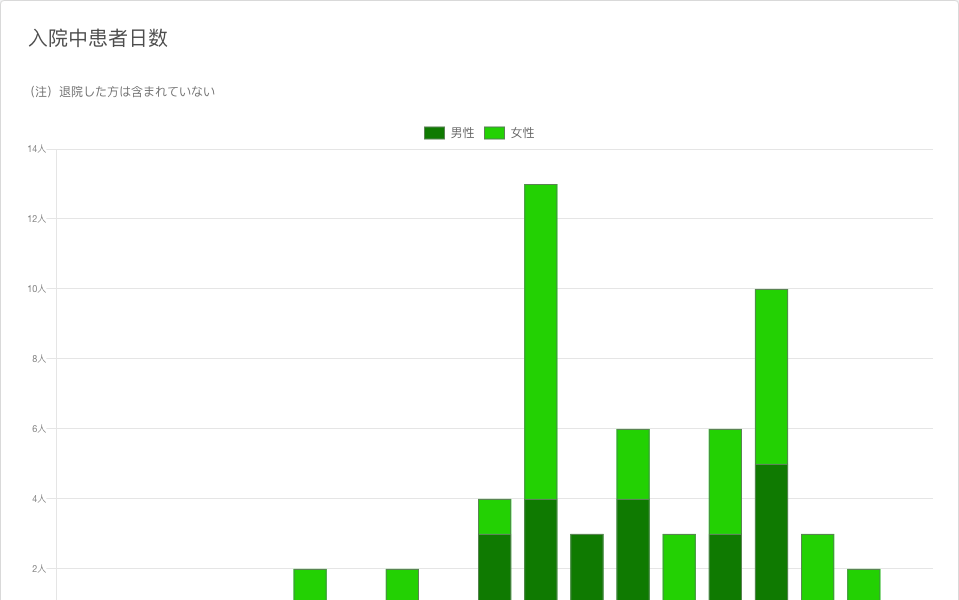 入院中患者日数
（注）退院した方は含まれていない
男性 女性
14人
12人
10人
8人
6人
4人
2人